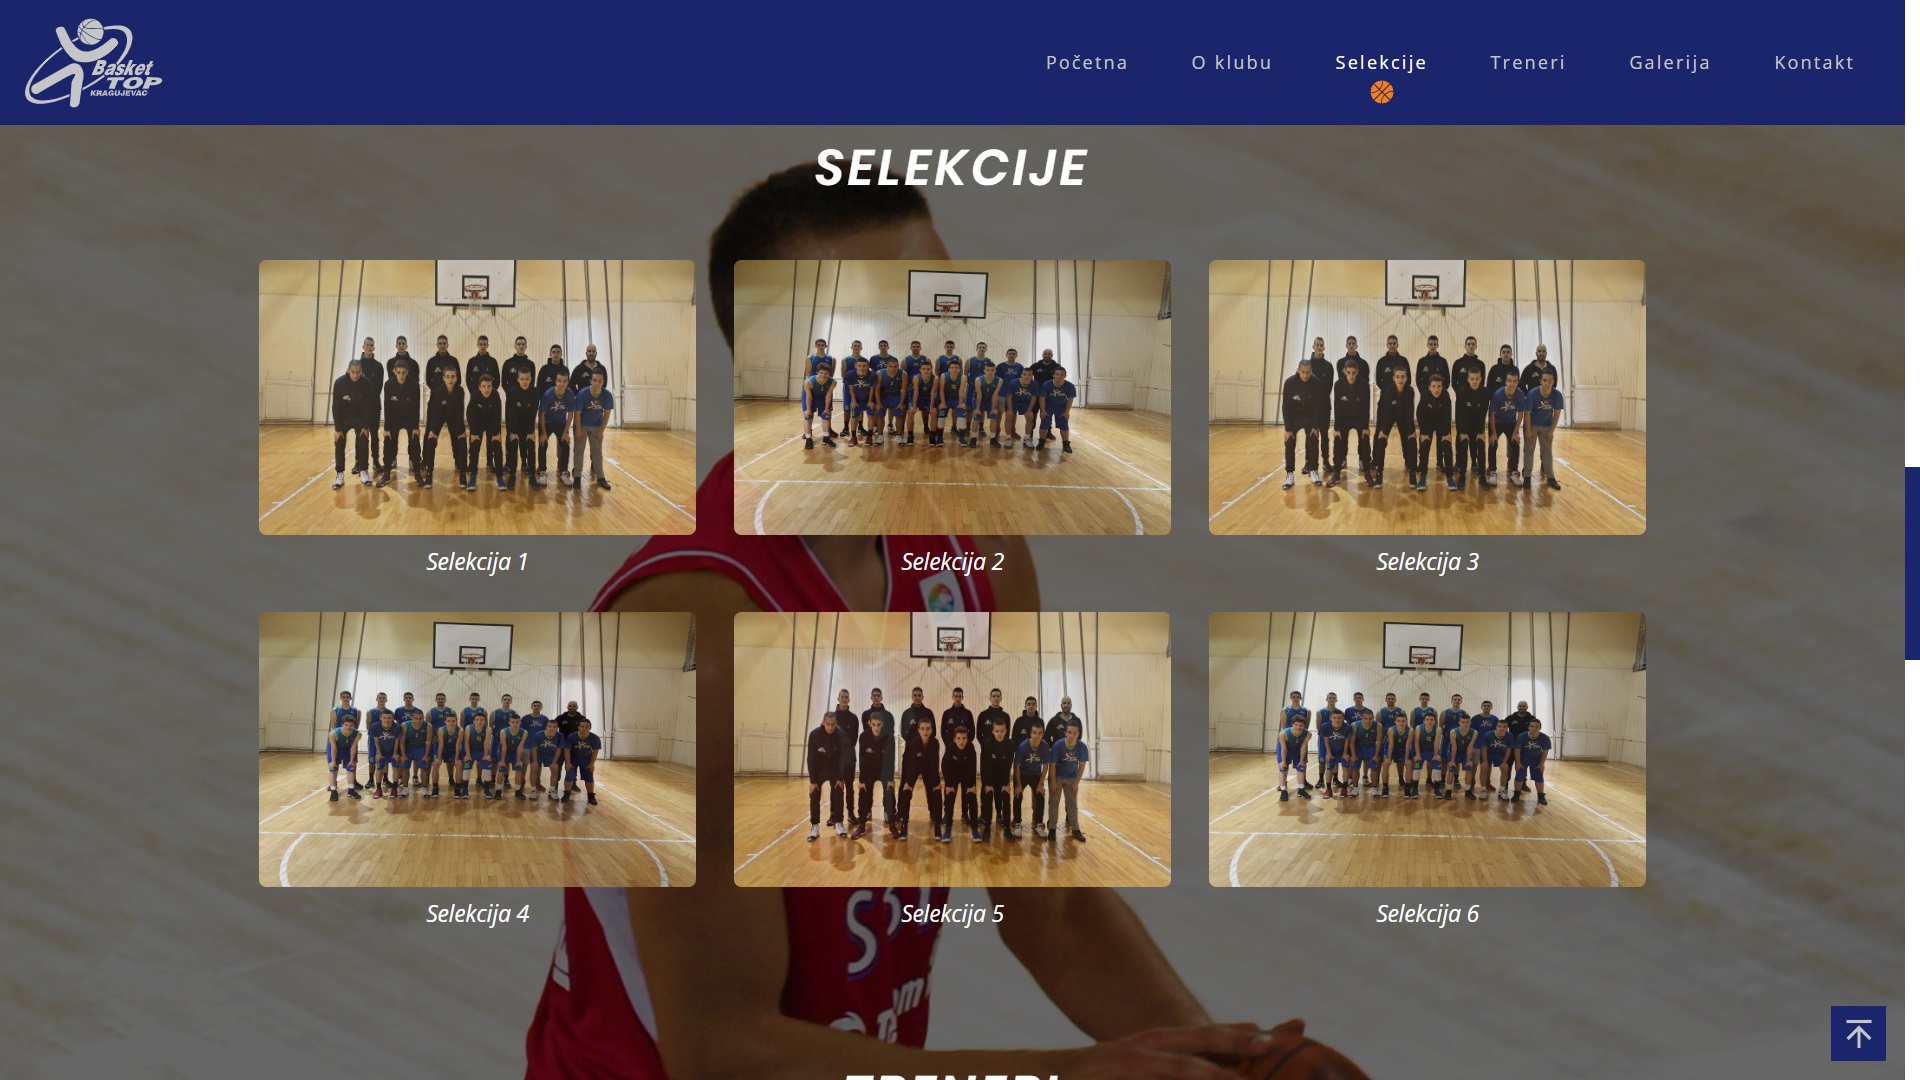 Basket
TOP
KRAGUJEVAC
Početna
O klubu
Selekcije
Treneri
Galerija
Kontakt
SELEKCIJE
Selekcija 1
Selekcija 2
Selekcija 3
Selekcija 4
Selekcija 5
Selekcija 6
TRENERI